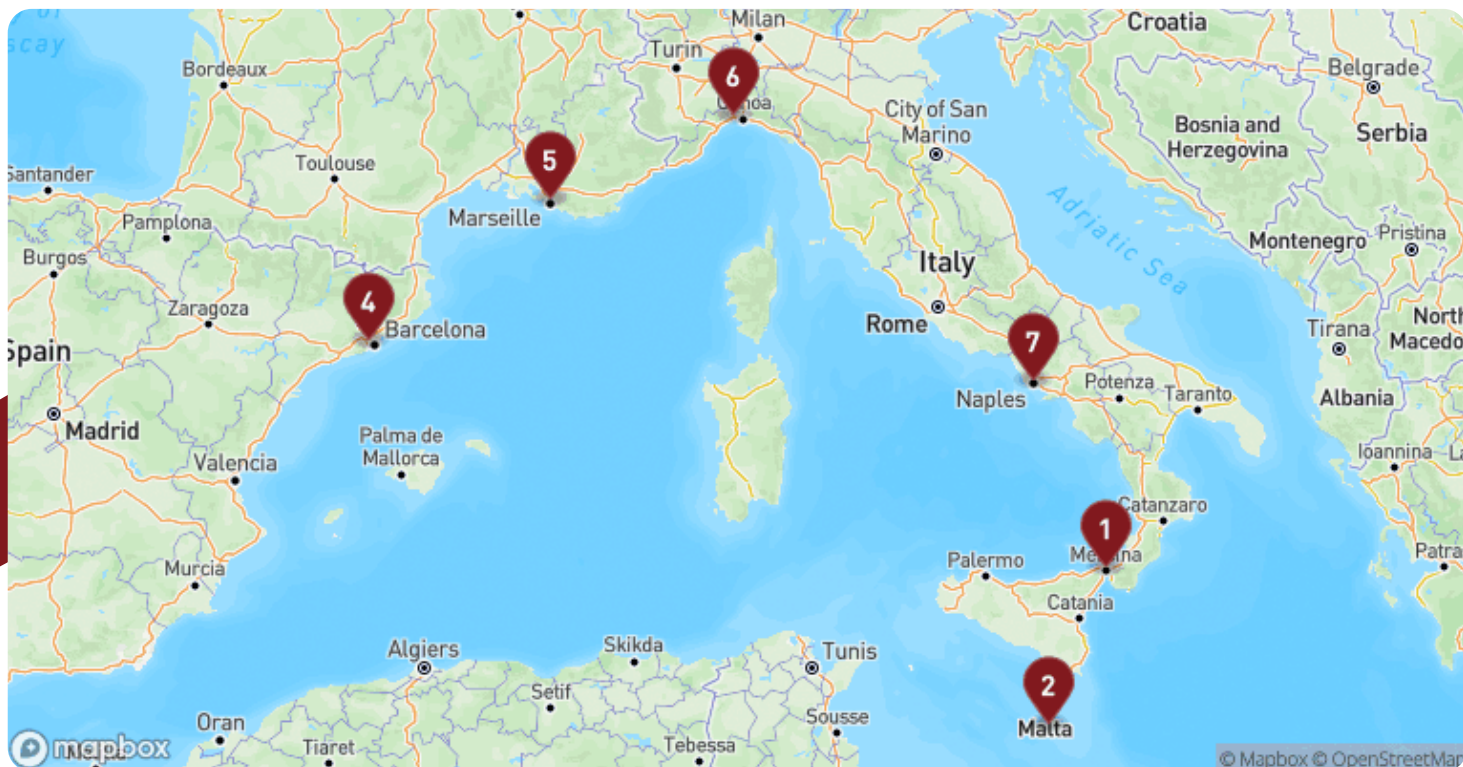 Milan
Croatia
scay
Turin
Bordeaux
Belgrade
6
City of San
Marino
Bosnia and
Herzegovina
Serbia
5
Toulouse
Santander
Marseille
Pamplona
Adriatic Sea
Montenegro
Pristina
Burgos
Italy
4
Zaragoza
Barcelona
Rome
Tirana
North
Macedo
Spain
7
Albania
Naples
Potenza
Taranto
Madrid
Palma de
Mallorca
Valencia
Ioannina
La
Catanzaro
1
Messina
Palermo
Patra
Murcia
Catania
Algiers
Skikda
Tunis
2
Setif
Malta
Oran
Sousse
Tiaret
Tebessa
mapbox
© Mapbox © OpenStreetMap